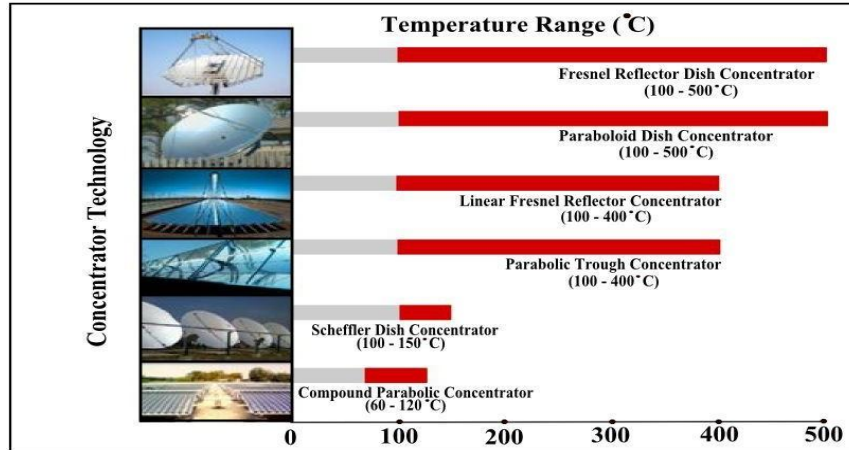 Temperature Range (°C)
Concentrator Technology
Fresnel Reflector Dish Concentrator
(100 - 500°C)
Paraboloid Dish Concentrator
(100 - 500°C)
Linear Fresnel Reflector Concentrator
(100 - 400°C)
Parabolic Trough Concentrator
(100 - 400°C)
Scheffler Dish Concentrator
(100 - 150°C)
Compound Parabolic Concentrator
(60 - 120°C)
0 100 200 300 400 500